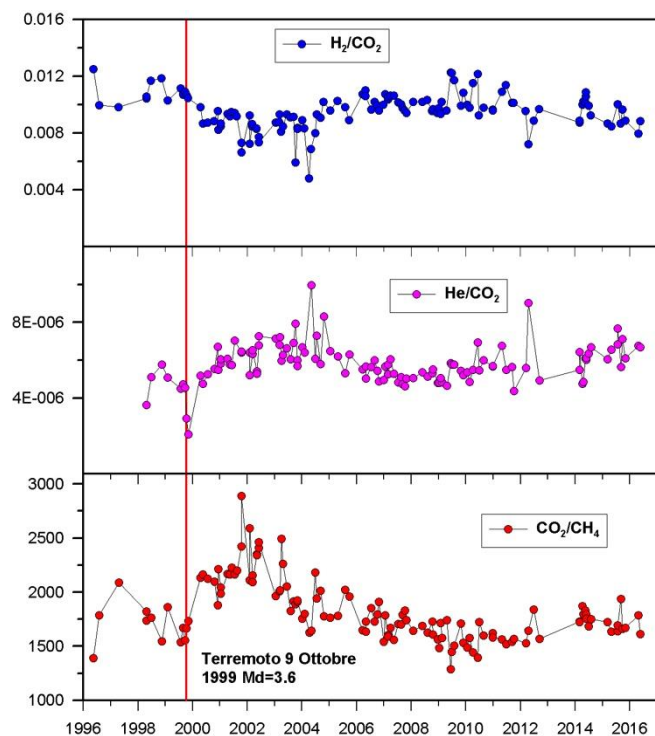 0.016
H₂/CO₂
0.012
0.008
0.004
He/CO₂
8E-006
4E-006
3000
CO₂/CH₄
2500
2000
1500
Terremoto 9 Ottobre
1999 Md=3.6
1000
1996 1998 2000 2002 2004 2006 2008 2010 2012 2014 2016